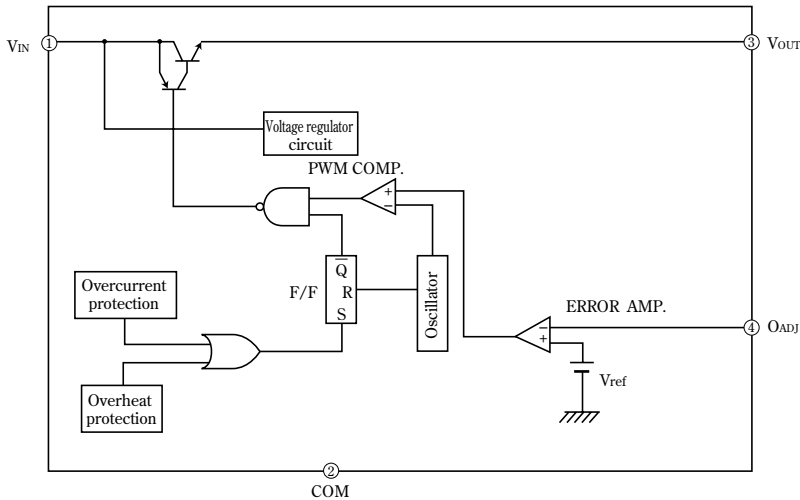 VIN
①
③
VOUT
Voltage regulator
circuit
PWM COMP.
+
−
Q
F/F
R
S
Oscillator
Overcurrent
protection
Overheat
protection
ERROR AMP.
−
+
④
OADJ
Vref
②
COM